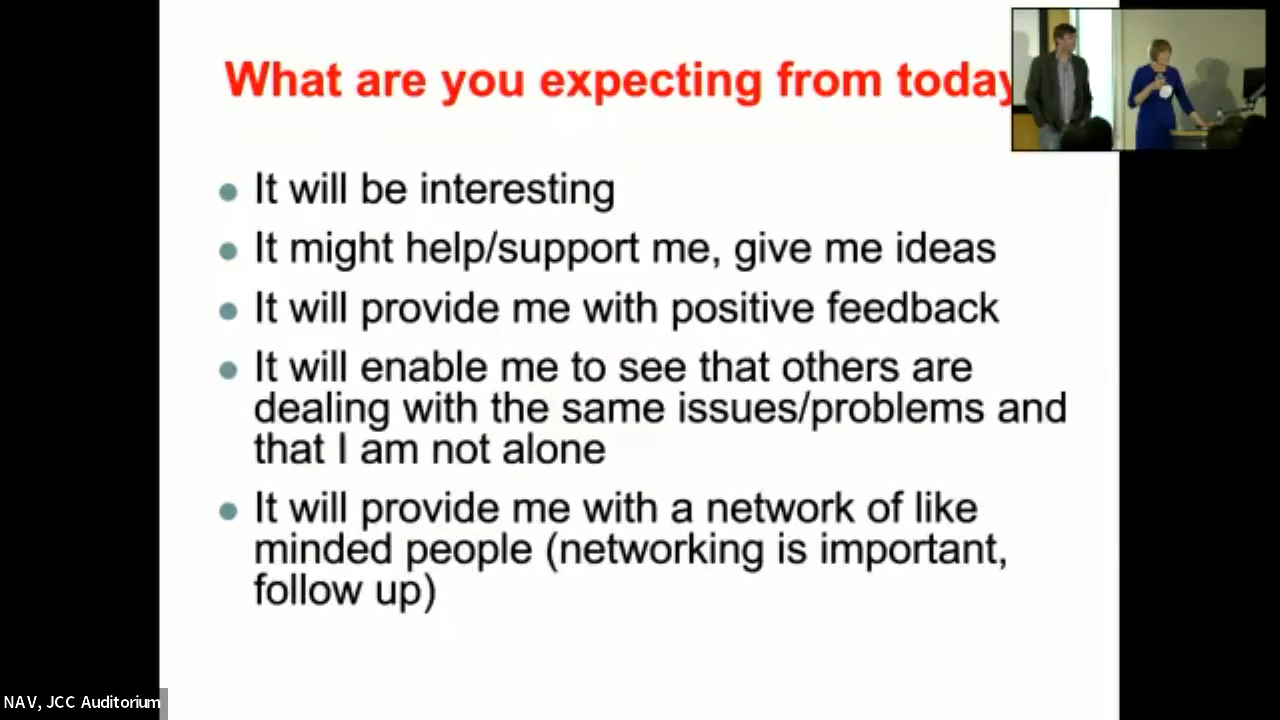 What are you expecting from today
It will be interesting
It might help/support me, give me ideas
It will provide me with positive feedback
It will enable me to see that others are
dealing with the same issues/problems and
that I am not alone
It will provide me with a network of like
minded people (networking is important,
follow up)
NAV, JCC Auditorium